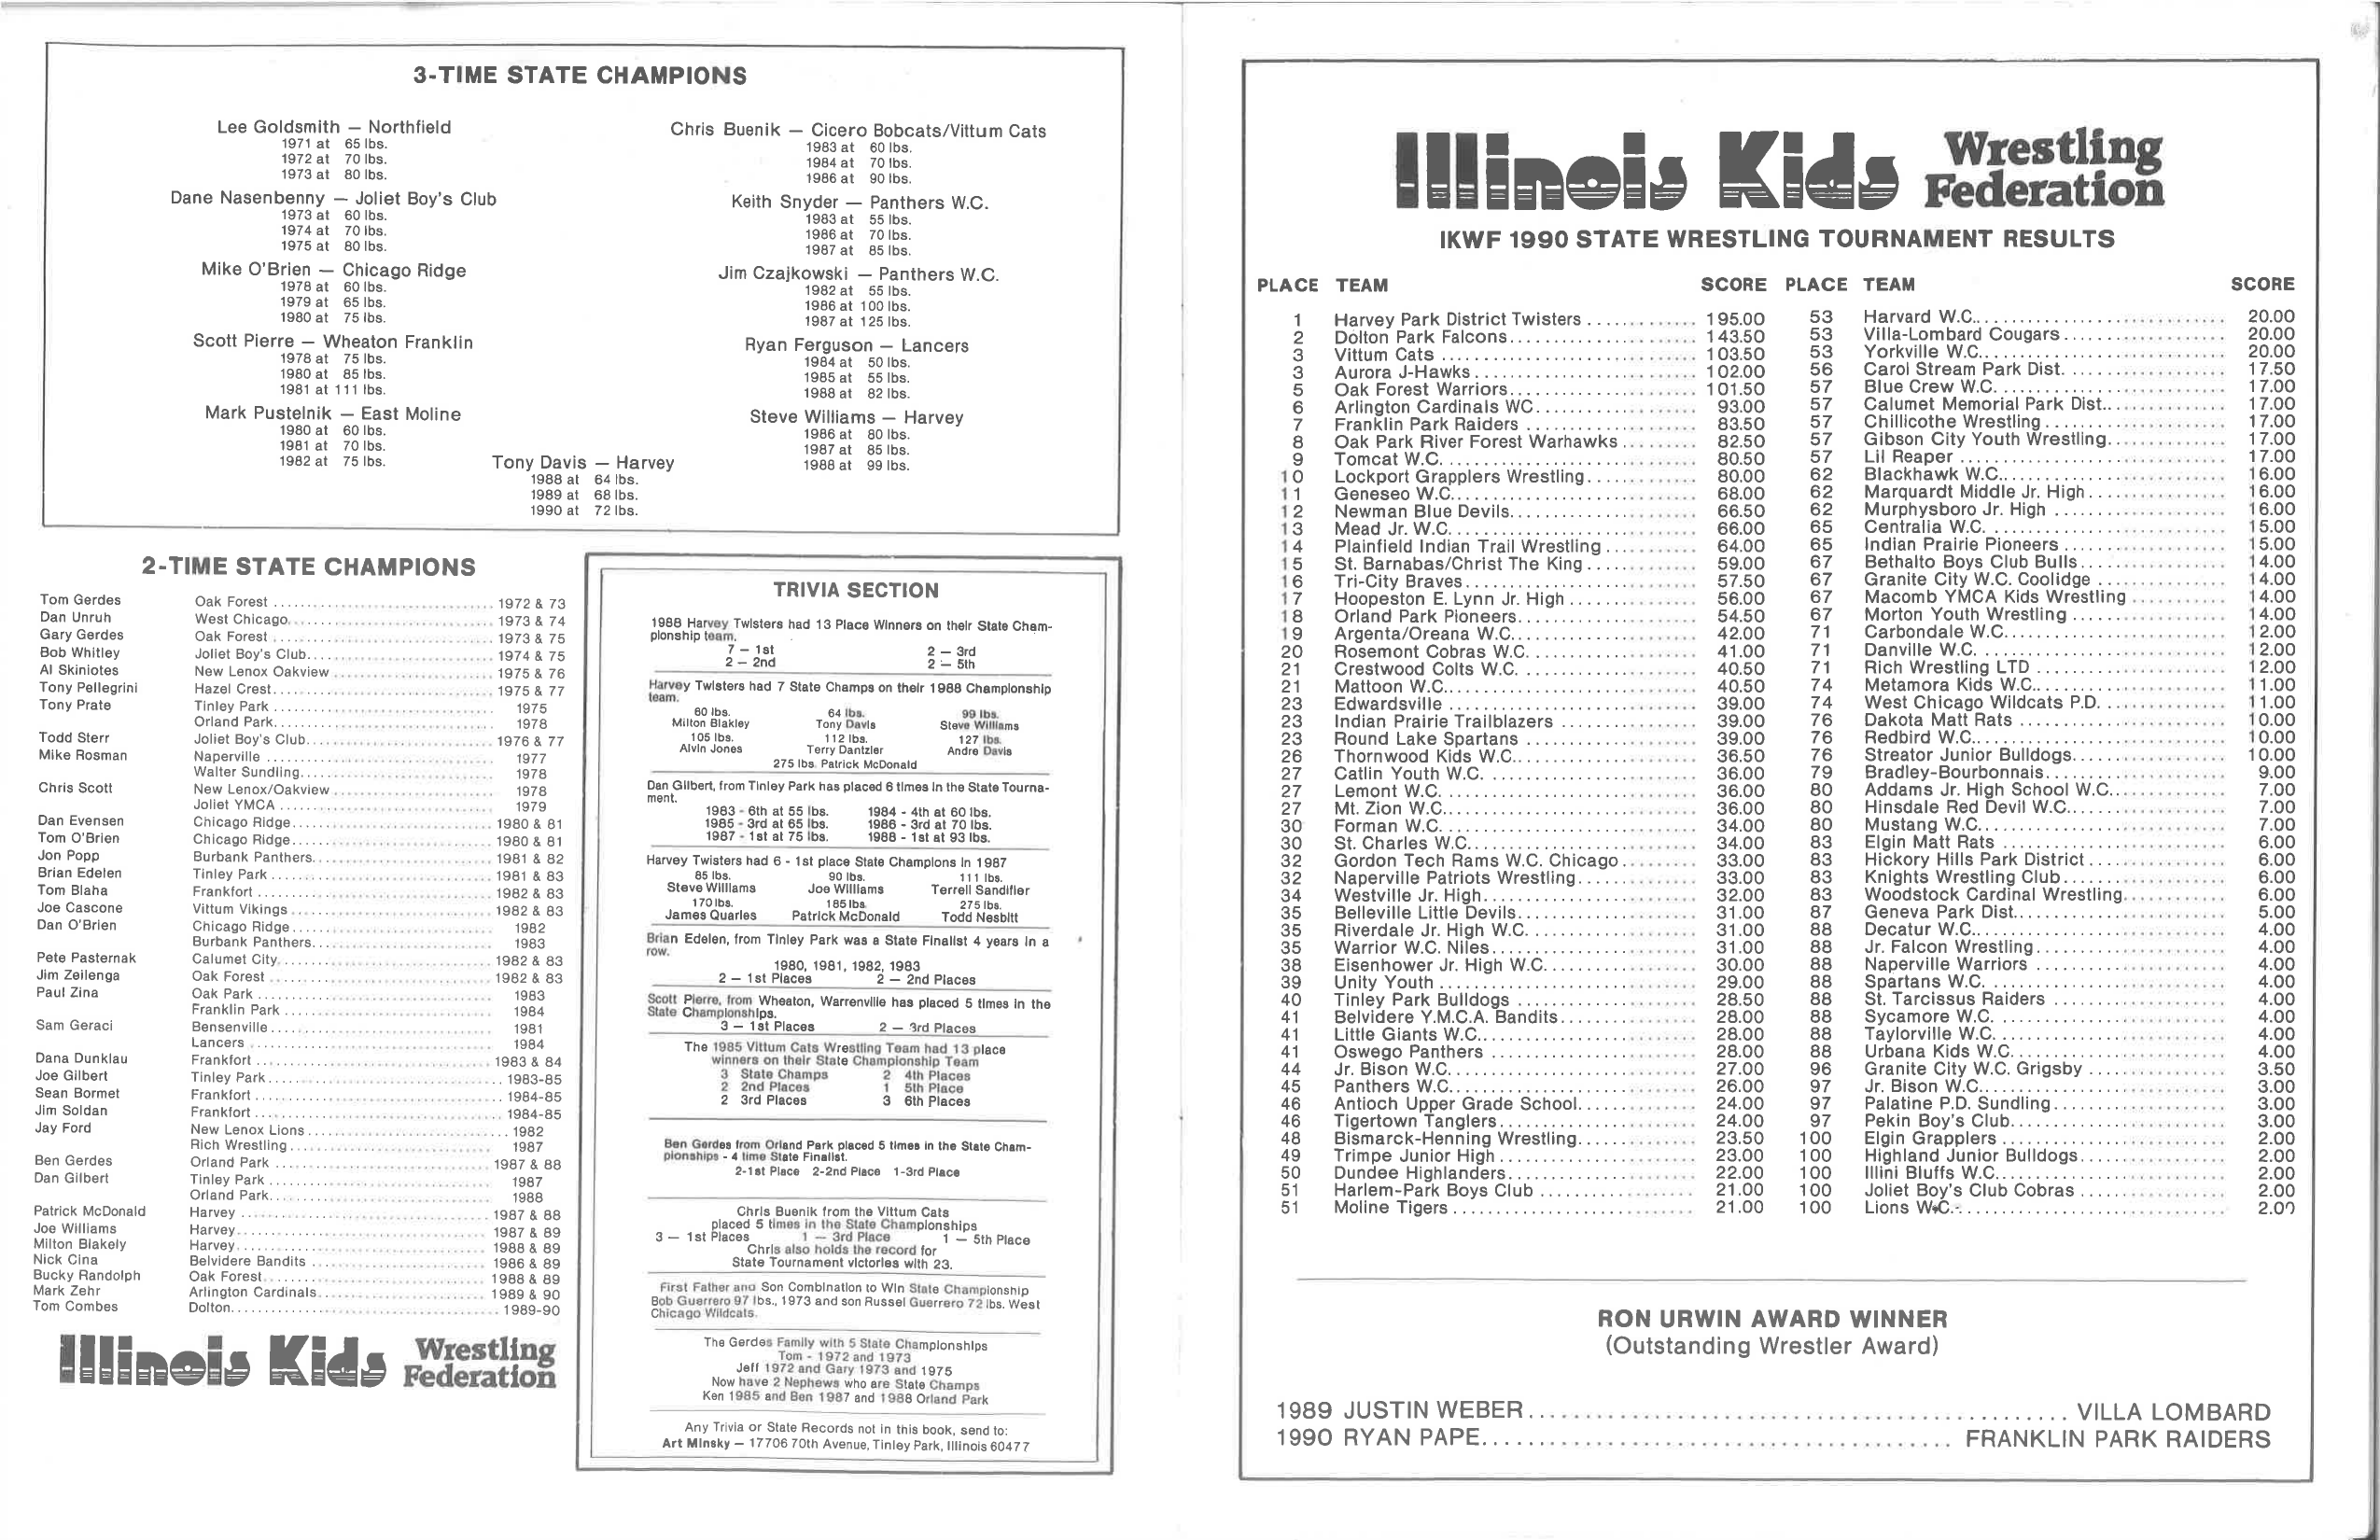 3-TIME STATE CHAMPIONS
Lee Goldsmith — Northfield
1971 at 65 lbs.
1972 at 70 lbs.
1973 at 80 lbs.
Dane Nasenbenny — Joliet Boy's Club
1973 at 60 lbs.
1974 at 70 lbs.
1975 at 80 lbs.
Mike O'Brien — Chicago Ridge
1978 at 60 lbs.
1979 at 65 lbs.
1980 at 75 lbs.
Scott Pierre — Wheaton Franklin
1978 at 75 lbs.
1980 at 85 lbs.
1981 at 111 lbs.
Mark Pustelnik — East Moline
1980 at 60 lbs.
1981 at 70 lbs.
1982 at 75 lbs.
Chris Buenik — Cicero Bobcats/Vittum Cats
1983 at 60 lbs.
1984 at 70 lbs.
1986 at 90 lbs.
Keith Snyder — Panthers W.C.
1983 at 55 lbs.
1986 at 70 lbs.
1987 at 85 lbs.
Jim Czajkowski — Panthers W.C.
1982 at 55 lbs.
1986 at 100 lbs.
1987 at 125 lbs.
Ryan Ferguson — Lancers
1984 at 50 lbs.
1985 at 55 lbs.
1988 at 82 lbs.
Steve Williams — Harvey
1986 at 80 lbs.
1987 at 85 lbs.
1988 at 99 lbs.
Tony Davis — Harvey
1988 at 64 lbs.
1989 at 68 lbs.
1990 at 72 lbs.
2-TIME STATE CHAMPIONS
Tom Gerdes Oak Forest 1972 & 73
Dan Unruh West Chicago 1973 & 74
Gary Gerdes Oak Forest 1973 & 75
Bob Whitley Joliet Boy's Club 1974 & 75
Al Skiniotes New Lenox Oakview 1975 & 76
Tony Pellegrini Hazel Crest 1975 & 77
Tony Prate Tinley Park 1975
Orland Park 1978
Todd Sterr Joliet Boy's Club 1976 & 77
Mike Rosman Naperville 1977
Walter Sundling 1978
Chris Scott New Lenox/Oakview 1978
Joliet YMCA 1979
Dan Evensen Chicago Ridge 1980 & 81
Tom O'Brien Chicago Ridge 1980 & 81
Jon Popp Burbank Panthers 1981 & 82
Brian Edelen Tinley Park 1981 & 83
Tom Blaha Frankfort 1982 & 83
Joe Cascone Vittum Vikings 1982 & 83
Dan O'Brien Chicago Ridge 1982
Burbank Panthers 1983
Pete Pasternak Calumet City 1982 & 83
Jim Zeilenga Oak Forest 1982 & 83
Paul Zina Oak Park 1983
Franklin Park 1984
Sam Geraci Bensenville 1981
Lancers 1984
Dana Dunklau Frankfort 1983 & 84
Joe Gilbert Tinley Park 1983-85
Sean Bormet Frankfort 1984-85
Jim Soldan Frankfort 1984-85
Jay Ford New Lenox Lions 1982
Rich Wrestling 1987
Ben Gerdes Orland Park 1987 & 88
Dan Gilbert Tinley Park 1987
Orland Park 1988
Patrick McDonald Harvey 1987 & 88
Joe Williams Harvey 1987 & 89
Milton Blakely Harvey 1988 & 89
Nick Cina Belvidere Bandits 1986 & 89
Bucky Randolph Oak Forest 1988 & 89
Mark Zehr Arlington Cardinals 1989 & 90
Tom Combes Dolton 1989-90
Illinois Kids Wrestling Federation
TRIVIA SECTION
1988 Harvey Twisters had 13 Place Winners on their State Cham-
pionship team.
7 — 1st 2 — 3rd
2 — 2nd 2 — 5th
Harvey Twisters had 7 State Champs on their 1988 Championship
team.
60 lbs. 64 lbs. 99 lbs.
Milton Blakley Tony Davis Steve Williams
105 lbs. 112 lbs. 127 lbs.
Alvin Jones Terry Dantzler Andre Davis
275 lbs. Patrick McDonald
Dan Gilbert, from Tinley Park has placed 6 times in the State Tourna-
ment.
1983 - 6th at 55 lbs. 1984 - 4th at 60 lbs.
1985 - 3rd at 65 lbs. 1986 - 3rd at 70 lbs.
1987 - 1st at 75 lbs. 1988 - 1st at 93 lbs.
Harvey Twisters had 6 - 1st place State Champions in 1987
85 lbs. 90 lbs. 111 lbs.
Steve Williams Joe Williams Terrell Sandifier
170 lbs. 185 lbs. 275 lbs.
James Quarles Patrick McDonald Todd Nesbitt
Brian Edelen, from Tinley Park was a State Finalist 4 years in a
row.
1980, 1981, 1982, 1983
2 — 1st Places 2 — 2nd Places
Scott Pierre, from Wheaton, Warrenville has placed 5 times in the
State Championships.
3 — 1st Places 2 — 3rd Places
The 1985 Vittum Cats Wrestling Team had 13 place
winners on their State Championship Team
3 State Champs 2 4th Places
2 2nd Places 1 5th Place
2 3rd Places 3 6th Places
Ben Gerdes from Orland Park placed 5 times in the State Cham-
pionships - 4 time State Finalist.
2-1st Place 2-2nd Place 1-3rd Place
Chris Buenik from the Vittum Cats
placed 5 times in the State Championships
3 — 1st Places 1 — 3rd Place 1 — 5th Place
Chris also holds the record for
State Tournament victories with 23.
First Father and Son Combination to Win State Championship
Bob Guerrero 97 lbs., 1973 and son Russel Guerrero 72 lbs. West
Chicago Wildcats.
The Gerdes Family with 5 State Championships
Tom - 1972 and 1973
Jeff 1972 and Gary 1973 and 1975
Now have 2 Nephews who are State Champs
Ken 1985 and Ben 1987 and 1988 Orland Park
Any Trivia or State Records not in this book, send to:
Art Minsky — 17706 70th Avenue, Tinley Park, Illinois 60477
Illinois Kids Wrestling Federation
IKWF 1990 STATE WRESTLING TOURNAMENT RESULTS
PLACE TEAM SCORE
1 Harvey Park District Twisters 195.00
2 Dolton Park Falcons 143.50
3 Vittum Cats 103.50
3 Aurora J-Hawks 102.00
5 Oak Forest Warriors 101.50
6 Arlington Cardinals WC 93.00
7 Franklin Park Raiders 83.50
8 Oak Park River Forest Warhawks 82.50
9 Tomcat W.C. 80.50
10 Lockport Grapplers Wrestling 80.00
11 Geneseo W.C. 68.00
12 Newman Blue Devils 66.50
13 Mead Jr. W.C. 66.00
14 Plainfield Indian Trail Wrestling 64.00
15 St. Barnabas/Christ The King 59.00
16 Tri-City Braves 57.50
17 Hoopeston E. Lynn Jr. High 56.00
18 Orland Park Pioneers 54.50
19 Argenta/Oreana W.C. 42.00
20 Rosemont Cobras W.C. 41.00
21 Crestwood Colts W.C. 40.50
21 Mattoon W.C. 40.50
23 Edwardsville 39.00
23 Indian Prairie Trailblazers 39.00
23 Round Lake Spartans 39.00
26 Thornwood Kids W.C. 36.50
27 Catlin Youth W.C. 36.00
27 Lemont W.C. 36.00
27 Mt. Zion W.C. 36.00
30 Forman W.C. 34.00
30 St. Charles W.C. 34.00
32 Gordon Tech Rams W.C. Chicago 33.00
32 Naperville Patriots Wrestling 33.00
34 Westville Jr. High 32.00
35 Belleville Little Devils 31.00
35 Riverdale Jr. High W.C. 31.00
35 Warrior W.C. Niles 31.00
38 Eisenhower Jr. High W.C. 30.00
39 Unity Youth 29.00
40 Tinley Park Bulldogs 28.50
41 Belvidere Y.M.C.A. Bandits 28.00
41 Little Giants W.C. 28.00
41 Oswego Panthers 28.00
44 Jr. Bison W.C. 27.00
45 Panthers W.C. 26.00
46 Antioch Upper Grade School 24.00
46 Tigertown Tanglers 24.00
48 Bismarck-Henning Wrestling 23.50
49 Trimpe Junior High 23.00
50 Dundee Highlanders 22.00
51 Harlem-Park Boys Club 21.00
51 Moline Tigers 21.00
PLACE TEAM SCORE
53 Harvard W.C. 20.00
53 Villa-Lombard Cougars 20.00
53 Yorkville W.C. 20.00
56 Carol Stream Park Dist. 17.50
57 Blue Crew W.C. 17.00
57 Calumet Memorial Park Dist. 17.00
57 Chillicothe Wrestling 17.00
57 Gibson City Youth Wrestling 17.00
57 Lil Reaper 17.00
62 Blackhawk W.C. 16.00
62 Marquardt Middle Jr. High 16.00
62 Murphysboro Jr. High 16.00
65 Centralia W.C. 15.00
65 Indian Prairie Pioneers 15.00
67 Bethalto Boys Club Bulls 14.00
67 Granite City W.C. Coolidge 14.00
67 Macomb YMCA Kids Wrestling 14.00
67 Morton Youth Wrestling 14.00
71 Carbondale W.C. 12.00
71 Danville W.C. 12.00
71 Rich Wrestling LTD 12.00
74 Metamora Kids W.C. 11.00
74 West Chicago Wildcats P.D. 11.00
76 Dakota Matt Rats 10.00
76 Redbird W.C. 10.00
76 Streator Junior Bulldogs 10.00
79 Bradley-Bourbonnais 9.00
80 Addams Jr. High School W.C. 7.00
80 Hinsdale Red Devil W.C. 7.00
80 Mustang W.C. 7.00
83 Elgin Matt Rats 6.00
83 Hickory Hills Park District 6.00
83 Knights Wrestling Club 6.00
83 Woodstock Cardinal Wrestling 6.00
87 Geneva Park Dist. 5.00
88 Decatur W.C. 4.00
88 Jr. Falcon Wrestling 4.00
88 Naperville Warriors 4.00
88 Spartans W.C. 4.00
88 St. Tarcissus Raiders 4.00
88 Sycamore W.C. 4.00
88 Taylorville W.C. 4.00
88 Urbana Kids W.C. 4.00
96 Granite City W.C. Grigsby 3.50
97 Jr. Bison W.C. 3.00
97 Palatine P.D. Sundling 3.00
97 Pekin Boy's Club 3.00
100 Elgin Grapplers 2.00
100 Highland Junior Bulldogs 2.00
100 Illini Bluffs W.C. 2.00
100 Joliet Boy's Club Cobras 2.00
100 Lions W.C. 2.00
RON URWIN AWARD WINNER
(Outstanding Wrestler Award)
1989 JUSTIN WEBER VILLA LOMBARD
1990 RYAN PAPE FRANKLIN PARK RAIDERS